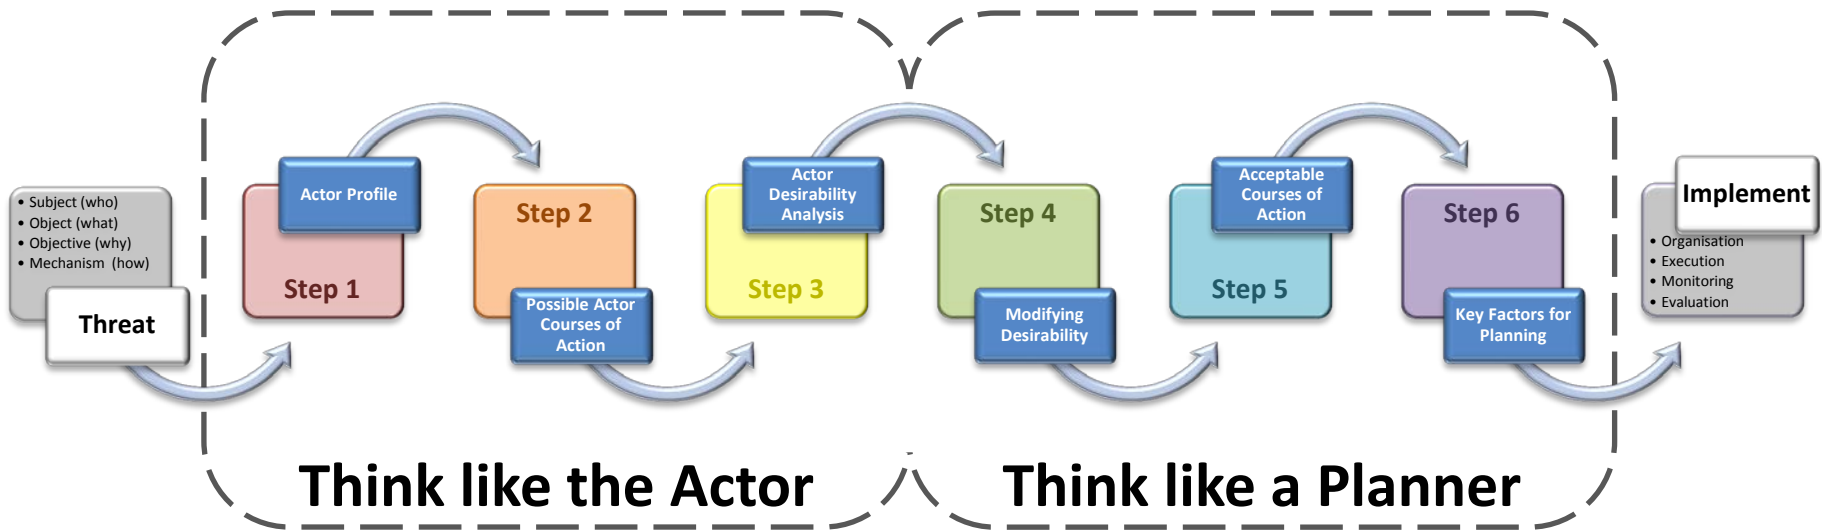 • Subject (who)
• Object (what)
• Objective (why)
• Mechanism  (how)
Threat
Actor Profile
Step 1
Step 2
Possible Actor
Courses of
Action
Actor
Desirability
Analysis
Step 3
Step 4
Modifying
Desirability
Acceptable
Courses of
Action
Step 5
Step 6
Key Factors for
Planning
Implement
• Organisation
• Execution
• Monitoring
• Evaluation
Think like the Actor
Think like a Planner